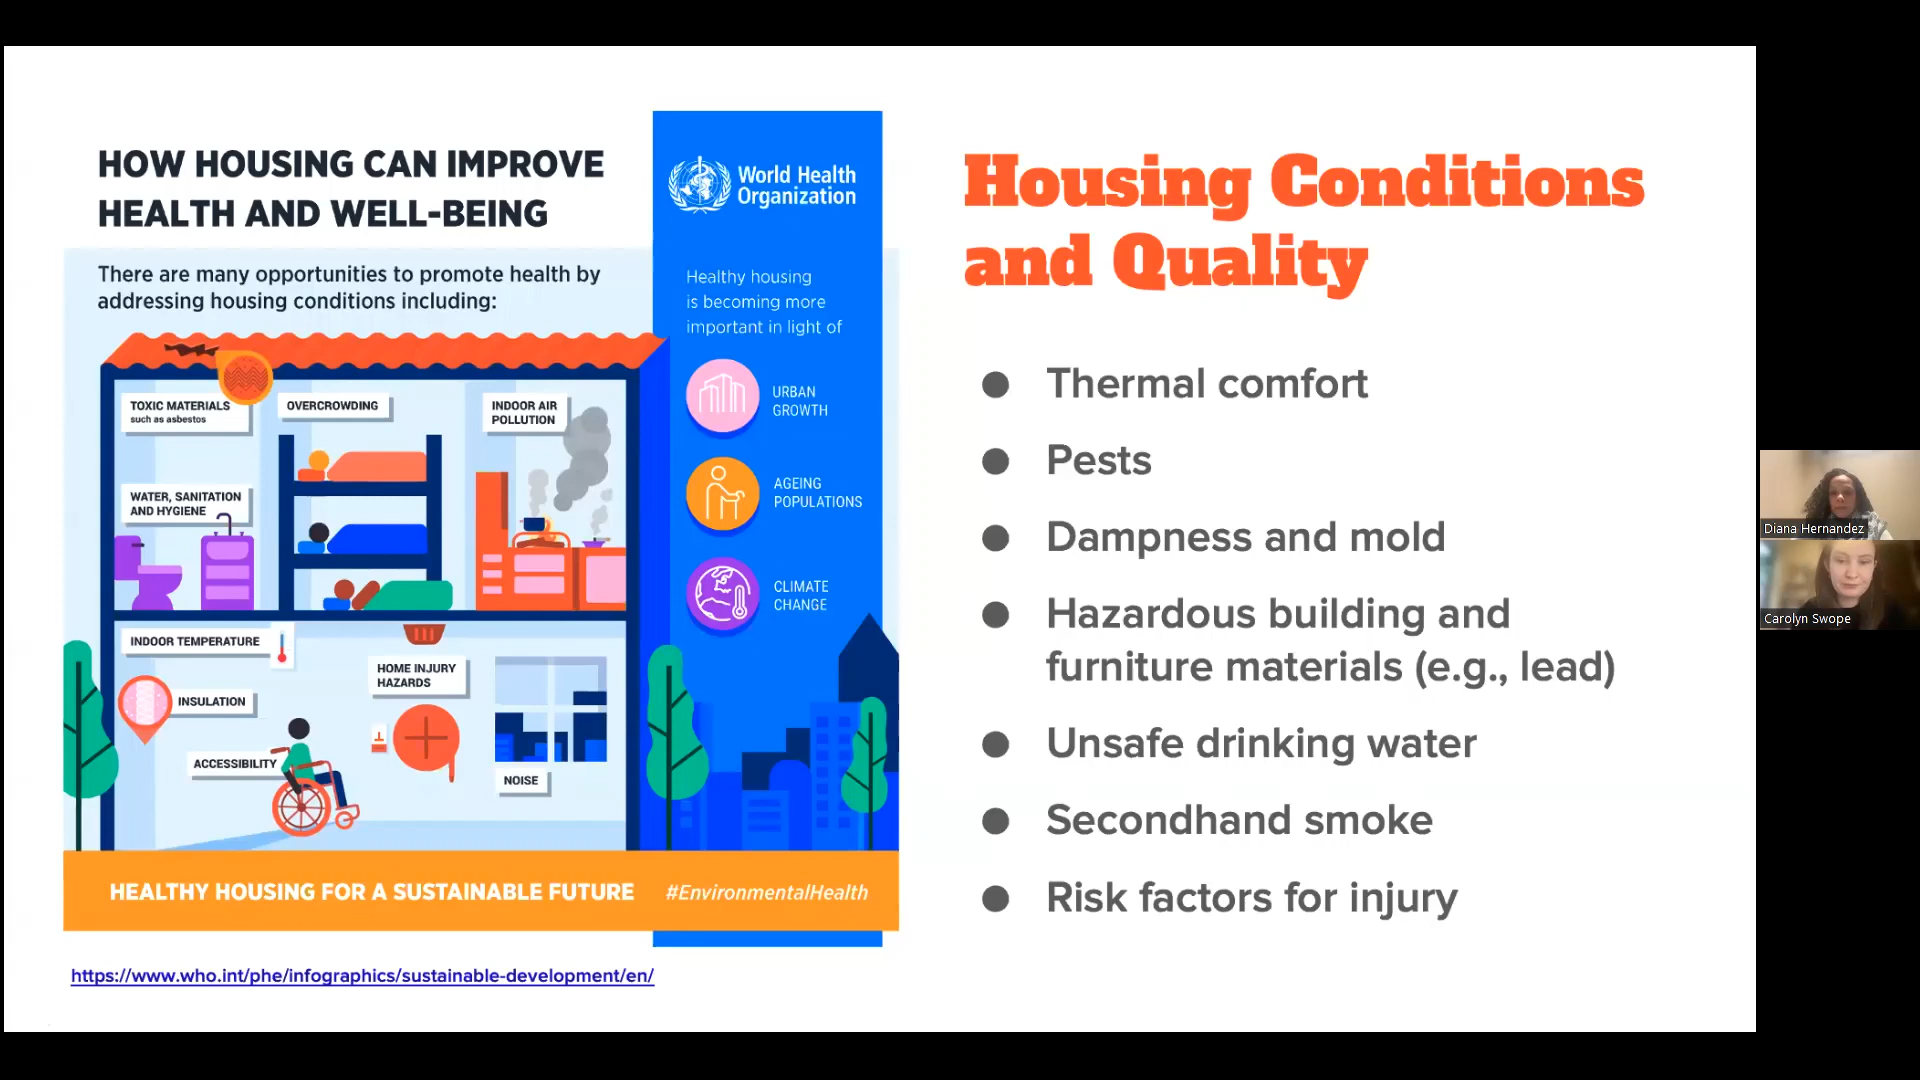 HOW HOUSING CAN IMPROVE
HEALTH AND WELL-BEING
There are many opportunities to promote health by
addressing housing conditions including:
TOXIC MATERIALS
such as asbestos
OVERCROWDING
INDOOR AIR
POLLUTION
WATER, SANITATION
AND HYGIENE
INDOOR TEMPERATURE
HOME INJURY
HAZARDS
INSULATION
ACCESSIBILITY
NOISE
World Health
Organization
Healthy housing
is becoming more
important in light of
URBAN
GROWTH
AGEING
POPULATIONS
CLIMATE
CHANGE
HEALTHY HOUSING FOR A SUSTAINABLE FUTURE
#EnvironmentalHealth
https://www.who.int/phe/infographics/sustainable-development/en/
Housing Conditions
and Quality
● Thermal comfort
● Pests
● Dampness and mold
● Hazardous building and
furniture materials (e.g., lead)
● Unsafe drinking water
● Secondhand smoke
● Risk factors for injury
Diana Hernandez
Carolyn Swope